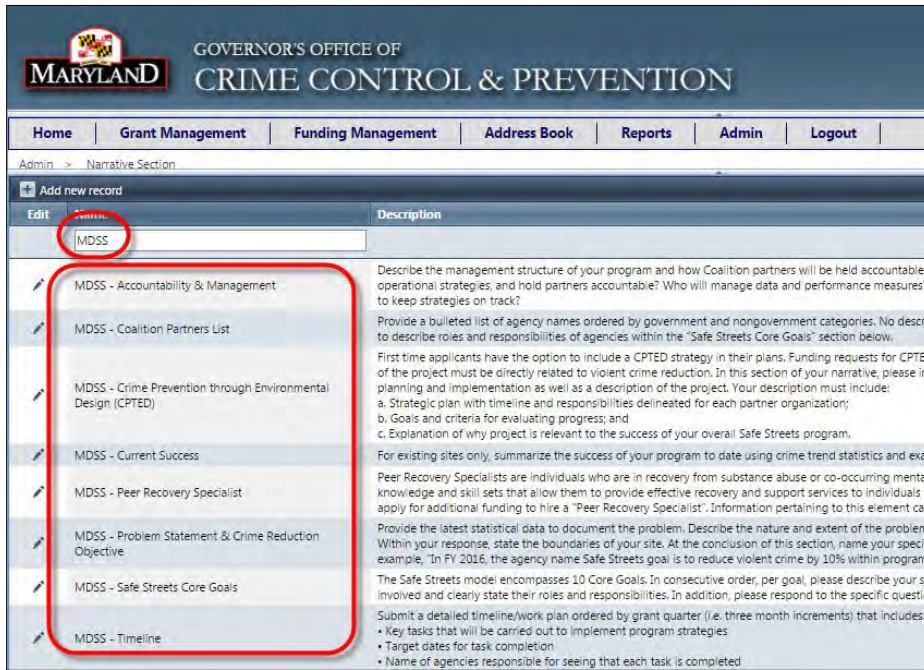 MARYLAND
GOVERNOR'S OFFICE OF
CRIME CONTROL & PREVENTION
Home
Grant Management
Funding Management
Address Book
Reports
Admin
Logout
Admin > Narrative Section
Add new record
Edit
Name
Description
MDSS
MDSS - Accountability & Management
Describe the management structure of your program and how Coalition partners will be held accountable
operational strategies, and hold partners accountable? Who will manage data and performance measures
to keep strategies on track?
MDSS - Coalition Partners List
Provide a bulleted list of agency names ordered by government and nongovernment categories. No descr
to describe roles and responsibilities of agencies within the "Safe Streets Core Goals" section below.
MDSS - Crime Prevention through Environmental
Design (CPTED)
First time applicants have the option to include a CPTED strategy in their plans. Funding requests for CPTE
of the project must be directly related to violent crime reduction. In this section of your narrative, please in
planning and implementation as well as a description of the project. Your description must include:
a. Strategic plan with timeline and responsibilities delineated for each partner organization;
b. Goals and criteria for evaluating progress; and
c. Explanation of why project is relevant to the success of your overall Safe Streets program.
MDSS - Current Success
For existing sites only, summarize the success of your program to date using crime trend statistics and exa
MDSS - Peer Recovery Specialist
Peer Recovery Specialists are individuals who are in recovery from substance abuse or co-occurring menta
knowledge and skill sets that allow them to provide effective recovery and support services to individuals
apply for additional funding to hire a "Peer Recovery Specialist". Information pertaining to this element ca
MDSS - Problem Statement & Crime Reduction
Objective
Provide the latest statistical data to document the problem. Describe the nature and extent of the problem
Within your response, state the boundaries of your site. At the conclusion of this section, name your speci
example, "In FY 2016, the agency name Safe Streets goal is to reduce violent crime by 10% within program
MDSS - Safe Streets Core Goals
The Safe Streets model encompasses 10 Core Goals. In consecutive order, per goal, please describe your s
involved and clearly state their roles and responsibilities. In addition, please respond to the specific questi
MDSS - Timeline
Submit a detailed timeline/work plan ordered by grant quarter (i.e. three month increments) that includes
• Key tasks that will be carried out to implement program strategies
• Target dates for task completion
• Name of agencies responsible for seeing that each task is completed